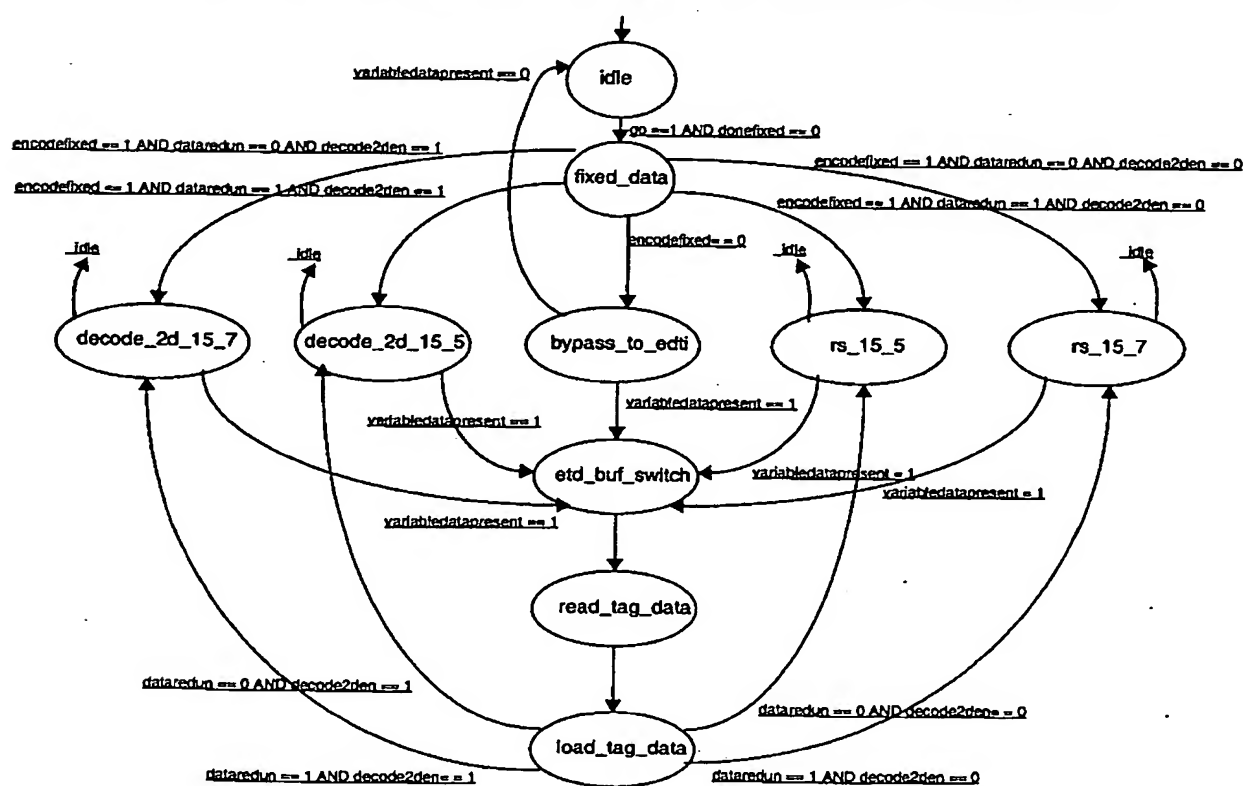 idle
variabledatapresent == 0
go ==1 AND donefixed == 0
encodefixed == 1 AND dataredun == 0 AND decode2den == 1
encodefixed == 1 AND dataredun == 0 AND decode2den == 0
fixed_data
encodefixed == 1 AND dataredun == 1 AND decode2den == 1
encodefixed == 1 AND dataredun == 1 AND decode2den == 0
encodefixed= = 0
_idle
_idle
_idle
_idle
decode_2d_15_7
decode_2d_15_5
bypass_to_edti
rs_15_5
rs_15_7
variabledatapresent == 1
variabledatapresent == 1
etd_buf_switch
variabledatapresent = 1
variabledatapresent = 1
variabledatapresent == 1
read_tag_data
dataredun == 0 AND decode2den == 1
dataredun == 0 AND decode2den= = 0
load_tag_data
dataredun == 1 AND decode2den= = 1
dataredun == 1 AND decode2den == 0